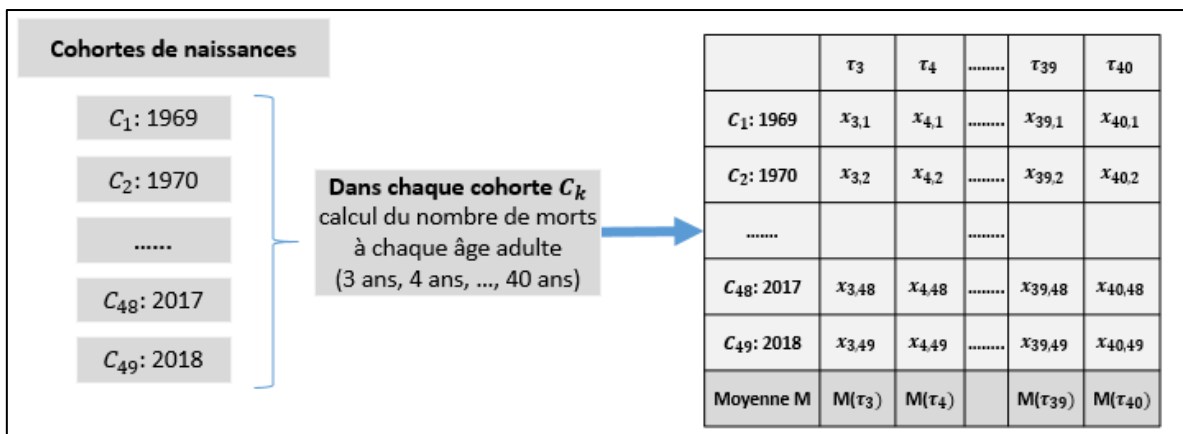 Cohortes de naissances
C₁: 1969
C₂: 1970
......
C₄₈: 2017
C₄₉: 2018
Dans chaque cohorte Cₖ
calcul du nombre de morts
à chaque âge adulte
(3 ans, 4 ans, ..., 40 ans)
τ₃ τ₄ ........ τ₃₉ τ₄₀
C₁: 1969 x₃,₁ x₄,₁ ........ x₃₉,₁ x₄₀,₁
C₂: 1970 x₃,₂ x₄,₂ ........ x₃₉,₂ x₄₀,₂
....... ........
C₄₈: 2017 x₃,₄₈ x₄,₄₈ ........ x₃₉,₄₈ x₄₀,₄₈
C₄₉: 2018 x₃,₄₉ x₄,₄₉ ........ x₃₉,₄₉ x₄₀,₄₉
Moyenne M M(τ₃) M(τ₄) M(τ₃₉) M(τ₄₀)